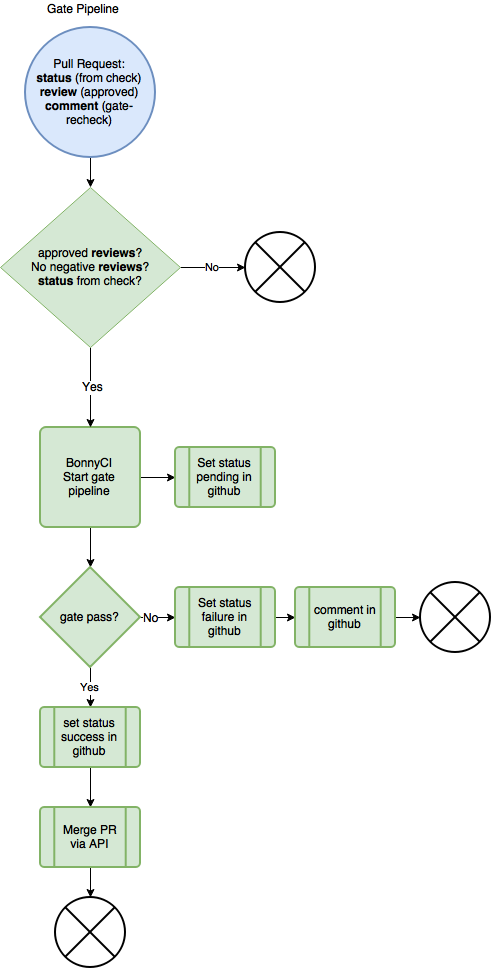 Gate Pipeline
Pull Request:
status (from check)
review (approved)
comment (gate-
recheck)
approved reviews?
No negative reviews?
status from check?
No
Yes
BonnyCI
Start gate
pipeline
Set status
pending in
github
gate pass?
No
Set status
failure in
github
comment in
github
Yes
set status
success in
github
Merge PR
via API